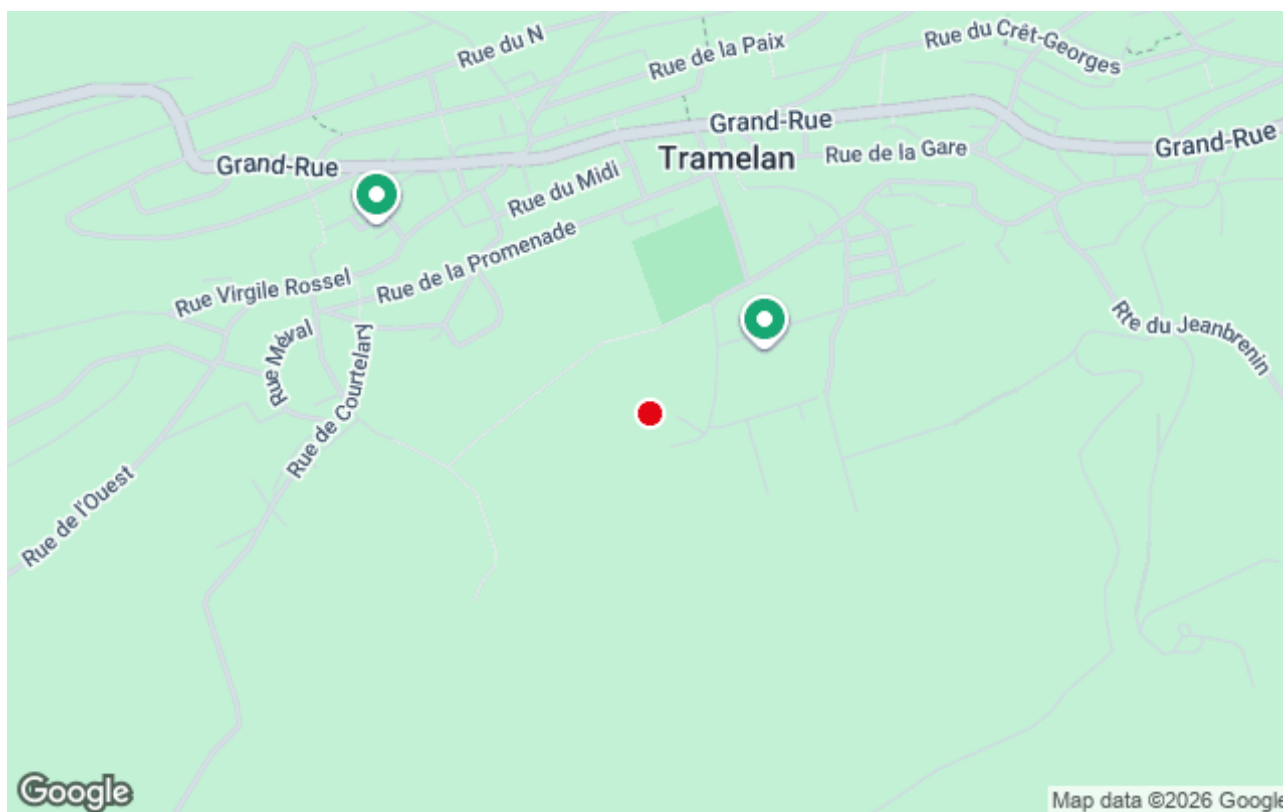 Rue du N
Rue de la Paix
Rue du Crêt-Georges
Grand-Rue
Grand-Rue
Tramelan
Rue de la Gare
Grand-Rue
Rue du Midi
Rue de la Promenade
Rue Virgile Rossel
Rue Méval
Rue de Courtelary
Rte du Jeanbrenin
Rue de l'Ouest
Google
Map data ©2026 Google